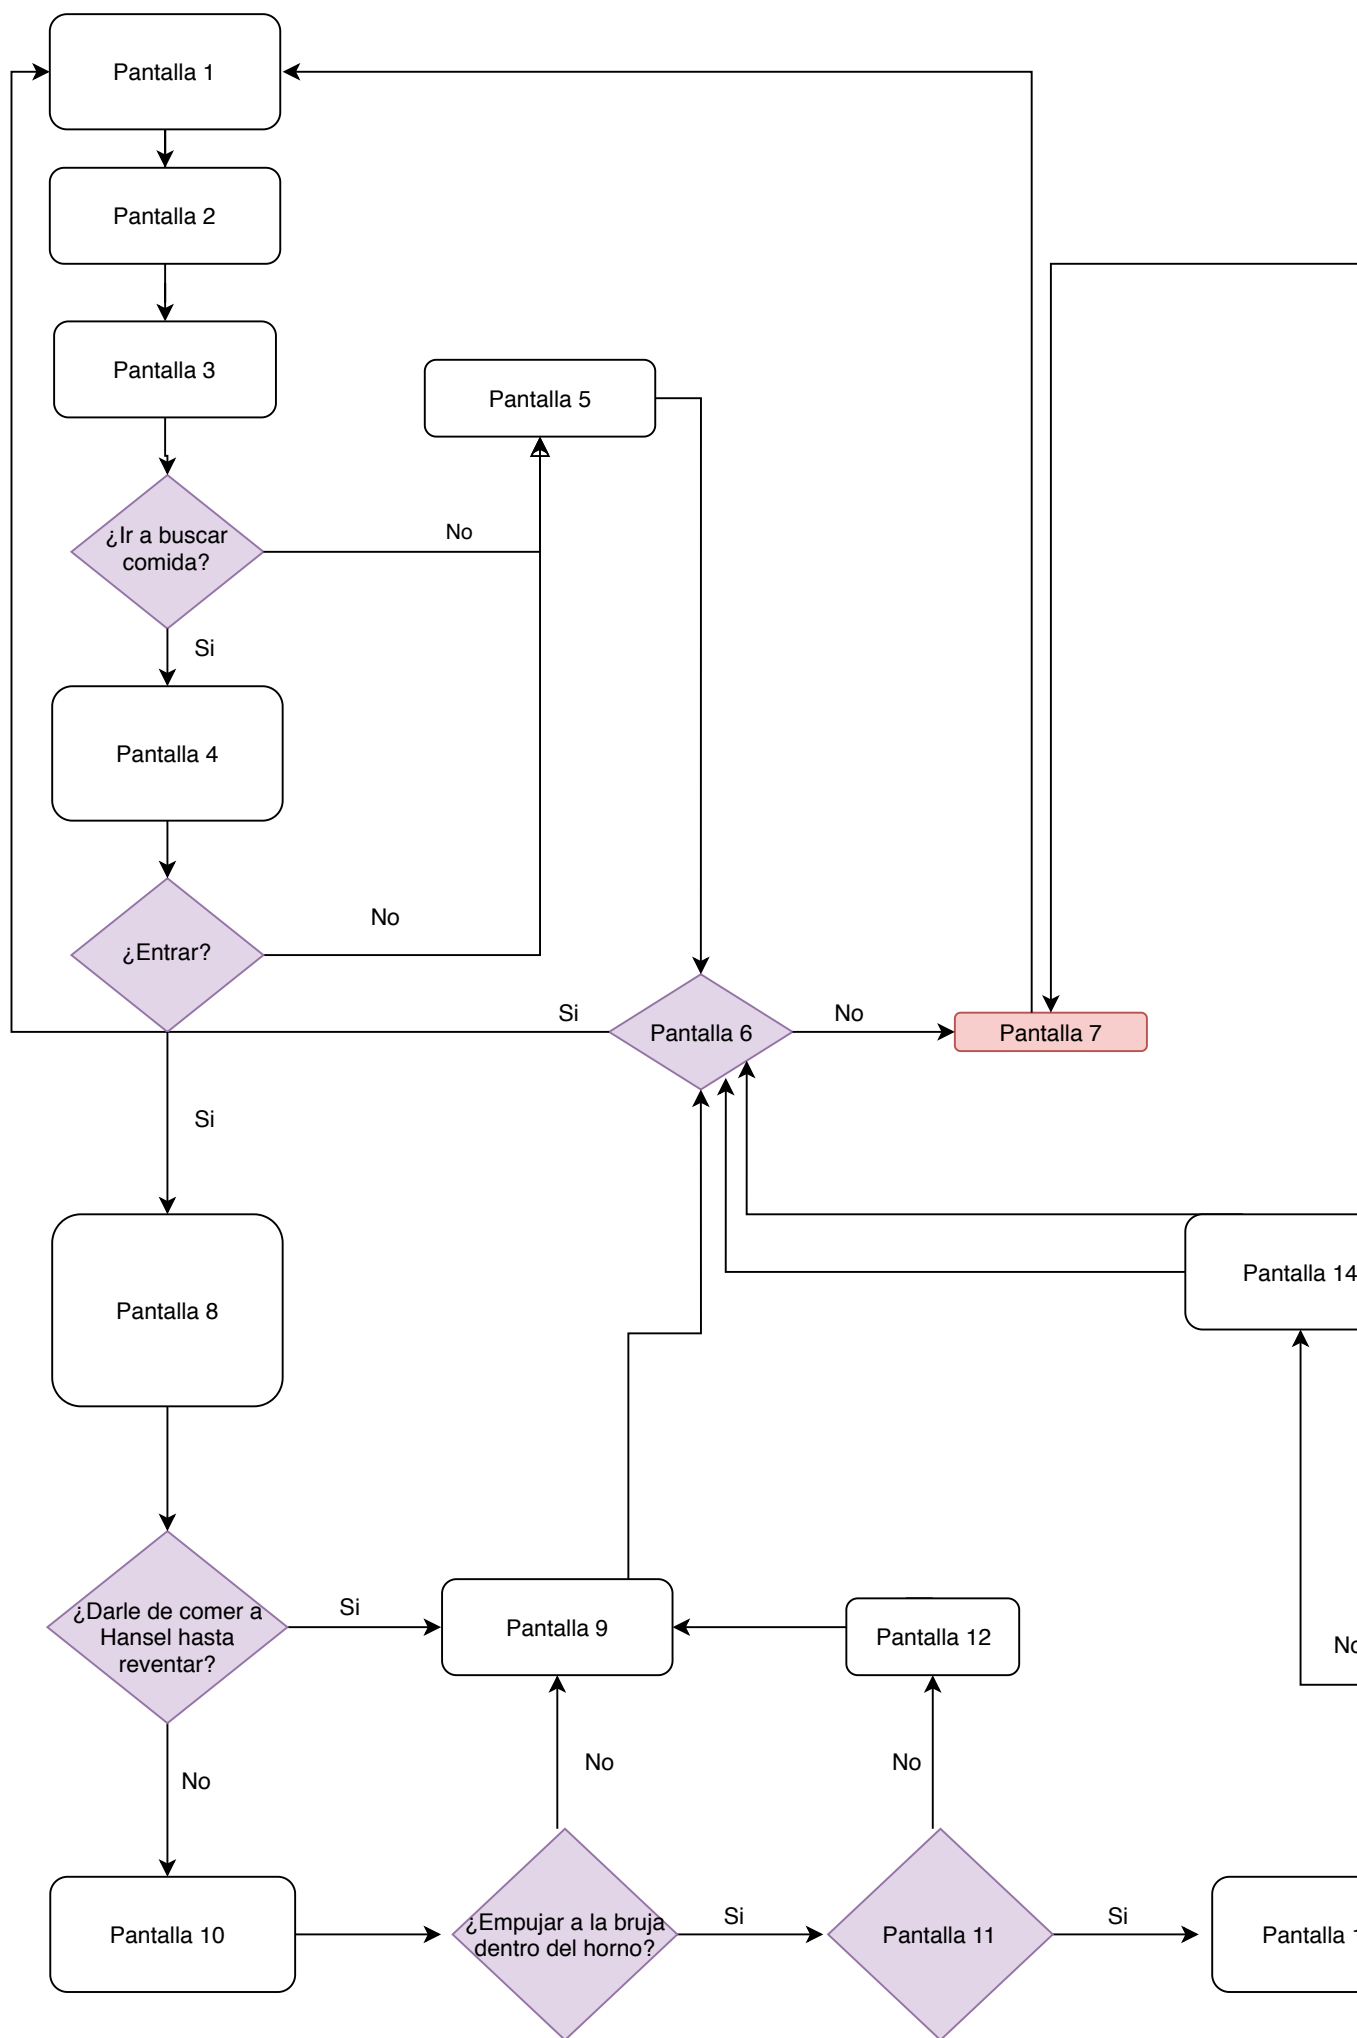 Pantalla 1
Pantalla 2
Pantalla 3
Pantalla 5
¿Ir a buscar
comida?
No
Si
Pantalla 4
No
¿Entrar?
Si
Pantalla 6
No
Pantalla 7
Si
Pantalla 8
Pantalla 14
¿Darle de comer a
Hansel hasta
reventar?
Si
Pantalla 9
Pantalla 12
No
No
No
No
Pantalla 10
¿Empujar a la bruja
dentro del horno?
Si
Pantalla 11
Si
Pantalla